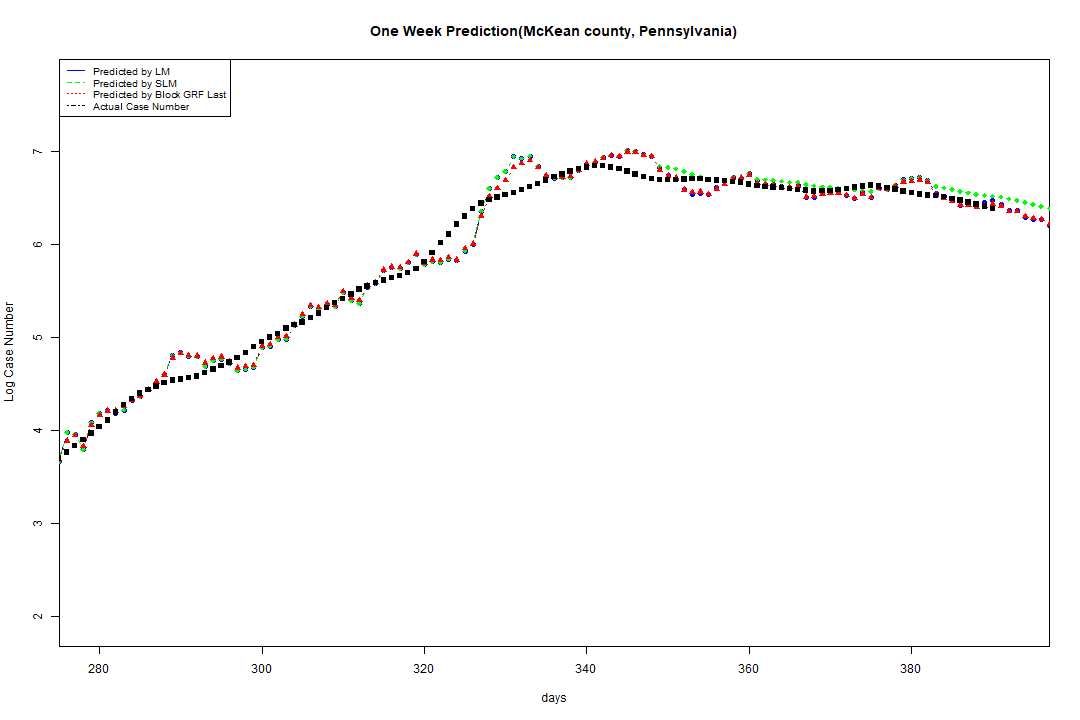 One Week Prediction(McKean county, Pennsylvania)
Predicted by LM
Predicted by SLM
Predicted by Block GRF Last
Actual Case Number
7
6
5
4
3
2
Log Case Number
280 300 320 340 360 380
days